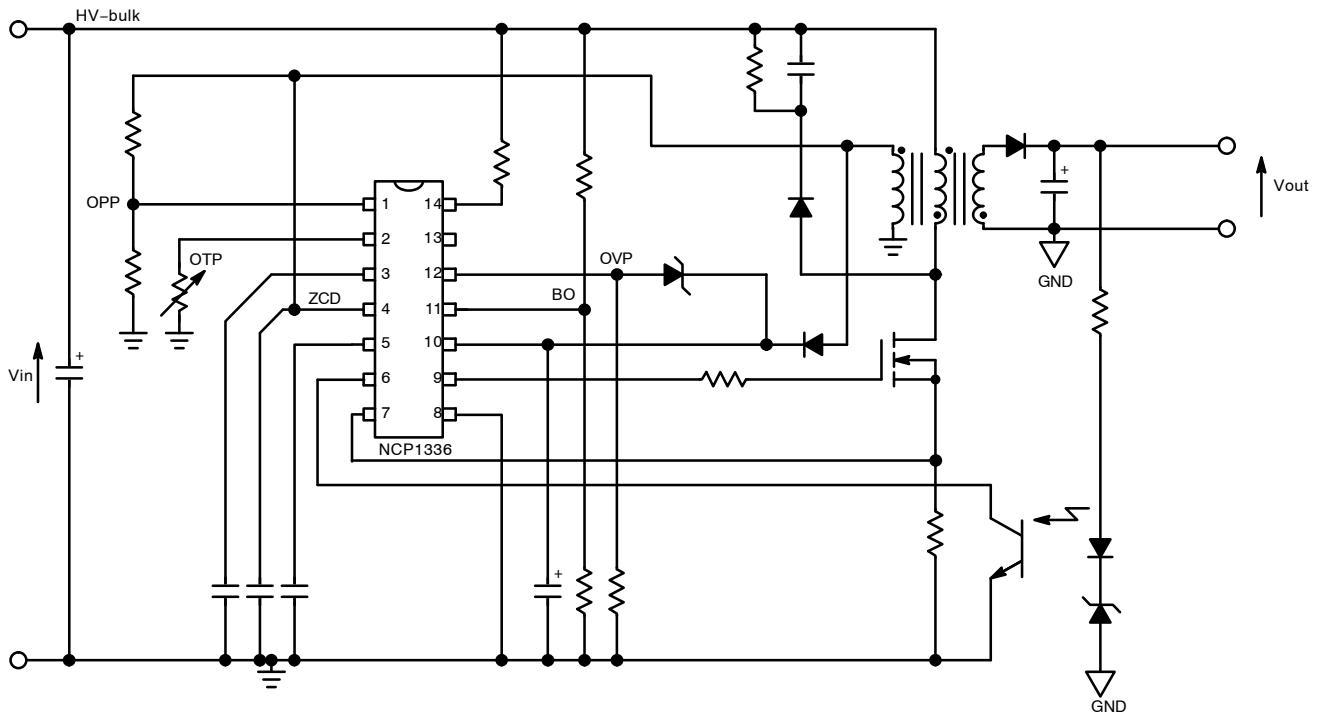 HV–bulk
OPP
1
14
2
13
OTP
3
12
OVP
ZCD
4
11
BO
5
10
6
9
7
8
NCP1336
+
Vin
+
+
Vout
GND
GND